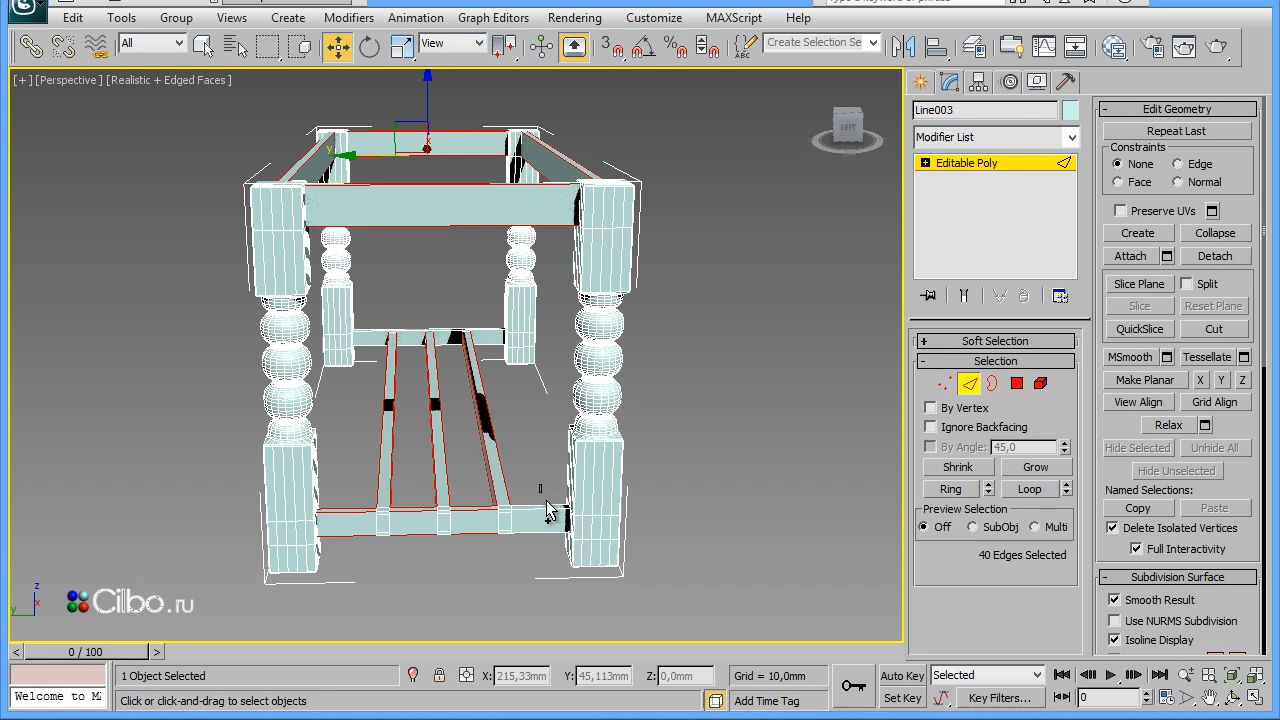 Edit Tools Group Views Create Modifiers Animation Graph Editors Rendering Customize MAXScript Help
All View 3 Create Selection Se
[+] [Perspective] [Realistic + Edged Faces]
LEFT
z
y
x
Cilbo.ru
z
x
y
Line003
Modifier List
Editable Poly
+ Soft Selection
- Selection
By Vertex
Ignore Backfacing
By Angle: 45,0
Shrink Grow
Ring Loop
Preview Selection
Off SubObj Multi
40 Edges Selected
- Edit Geometry
Repeat Last
Constraints
None Edge
Face Normal
Preserve UVs
Create Collapse
Attach Detach
Slice Plane Split
Slice Reset Plane
QuickSlice Cut
MSmooth Tessellate
Make Planar X Y Z
View Align Grid Align
Relax
Hide Selected Unhide All
Hide Unselected
Named Selections:
Copy Paste
Delete Isolated Vertices
Full Interactivity
- Subdivision Surface
Smooth Result
Use NURMS Subdivision
Isoline Display
< 0 / 100 >
1 Object Selected X: 215,33mm Y: 45,113mm Z: 0,0mm Grid = 10,0mm Auto Key Selected
Welcome to M Click or click-and-drag to select objects Add Time Tag Set Key Key Filters... 0